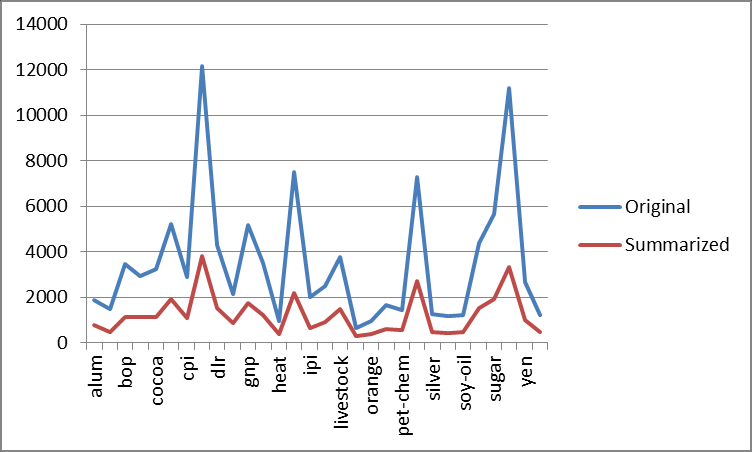 14000
12000
10000
8000
6000
4000
2000
0
Original
Summarized
alum
bop
cocoa
cpi
dlr
gnp
heat
ipi
livestock
orange
pet-chem
silver
soy-oil
sugar
yen